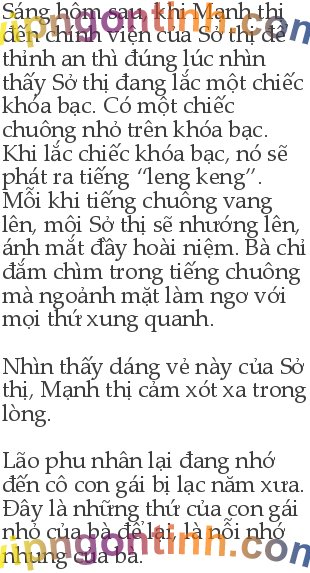 Sáng hôm sau, khi Mạnh thị
đến chính viện của Sở thị để
thỉnh an thì đúng lúc nhìn
thấy Sở thị đang lắc một chiếc
khóa bạc. Có một chiếc
chuông nhỏ trên khóa bạc.
Khi lắc chiếc khóa bạc, nó sẽ
phát ra tiếng “leng keng”.
Mỗi khi tiếng chuông vang
lên, môi Sở thị sẽ nhướng lên,
ánh mắt đầy hoài niệm. Bà chỉ
đắm chìm trong tiếng chuông
mà ngoảnh mặt làm ngơ với
mọi thứ xung quanh.
Nhìn thấy dáng vẻ này của Sở
thị, Mạnh thị cảm xót xa trong
lòng.
Lão phu nhân lại đang nhớ
đến cô con gái bị lạc năm xưa.
Đây là những thứ của con gái
nhỏ của bà để lại, là nỗi nhớ
nhung của bà.
vipngontinh.com
vipngontinh.com